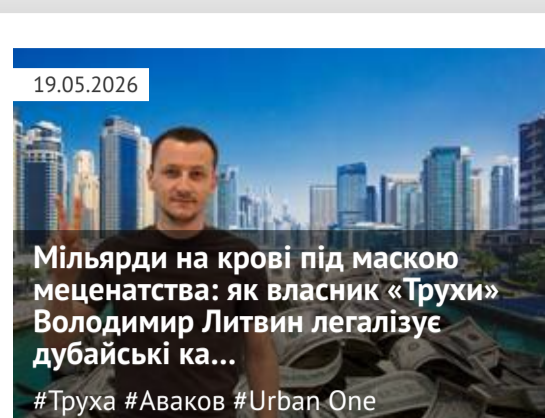 19.05.2026
Мільярди на крові під маскою
меценатства: як власник «Трухи»
Володимир Литвин легалізує
дубайські ка...
#Труха #Аваков #Urban One